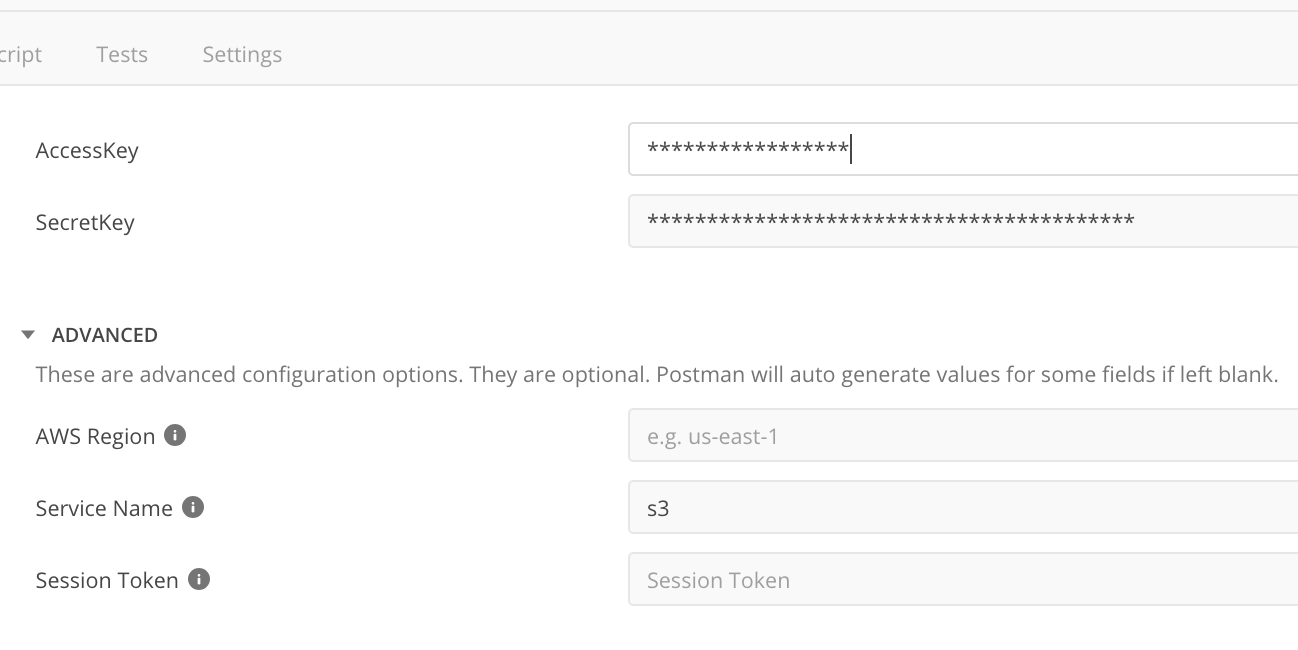 cript Tests Settings
AccessKey *****************
SecretKey *****************************************
ADVANCED
These are advanced configuration options. They are optional. Postman will auto generate values for some fields if left blank.
AWS Region e.g. us-east-1
Service Name s3
Session Token Session Token